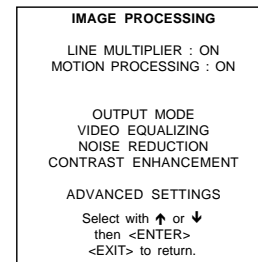 IMAGE PROCESSING
LINE MULTIPLIER : ON
MOTION PROCESSING : ON
OUTPUT MODE
VIDEO EQUALIZING
NOISE REDUCTION
CONTRAST ENHANCEMENT
ADVANCED SETTINGS
Select with ↑ or ↓
then <ENTER>
<EXIT> to return.